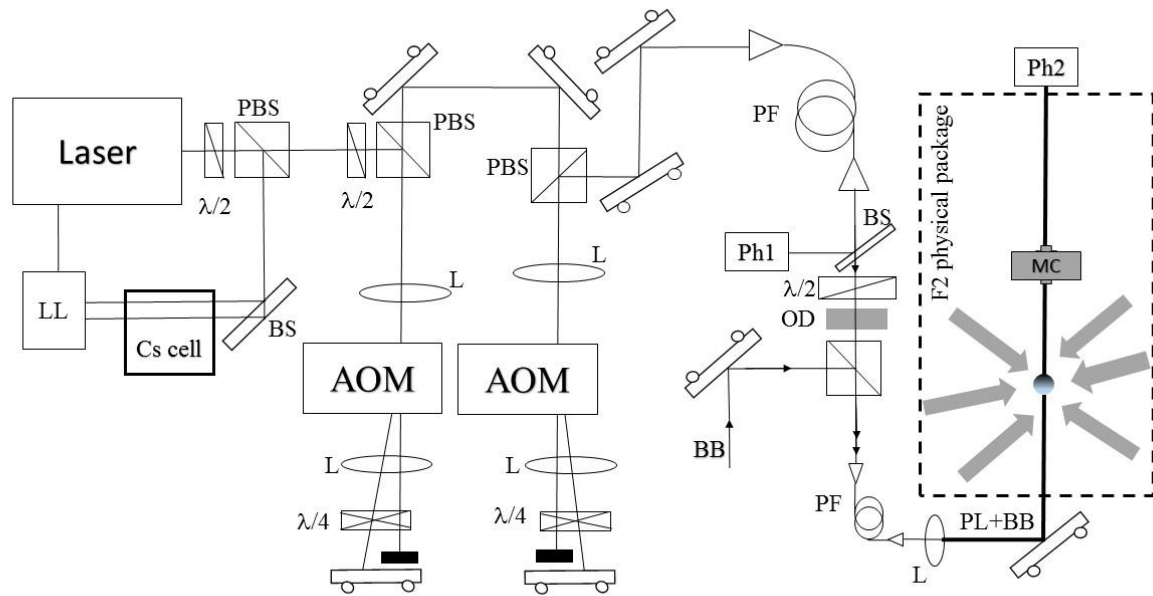 Laser
λ/2
PBS
λ/2
PBS
LL
Cs cell
BS
L
AOM
L
λ/4
PBS
L
AOM
L
λ/4
PF
Ph1
BS
λ/2
OD
BB
PF
L
PL+BB
Ph2
F2 physical package
MC